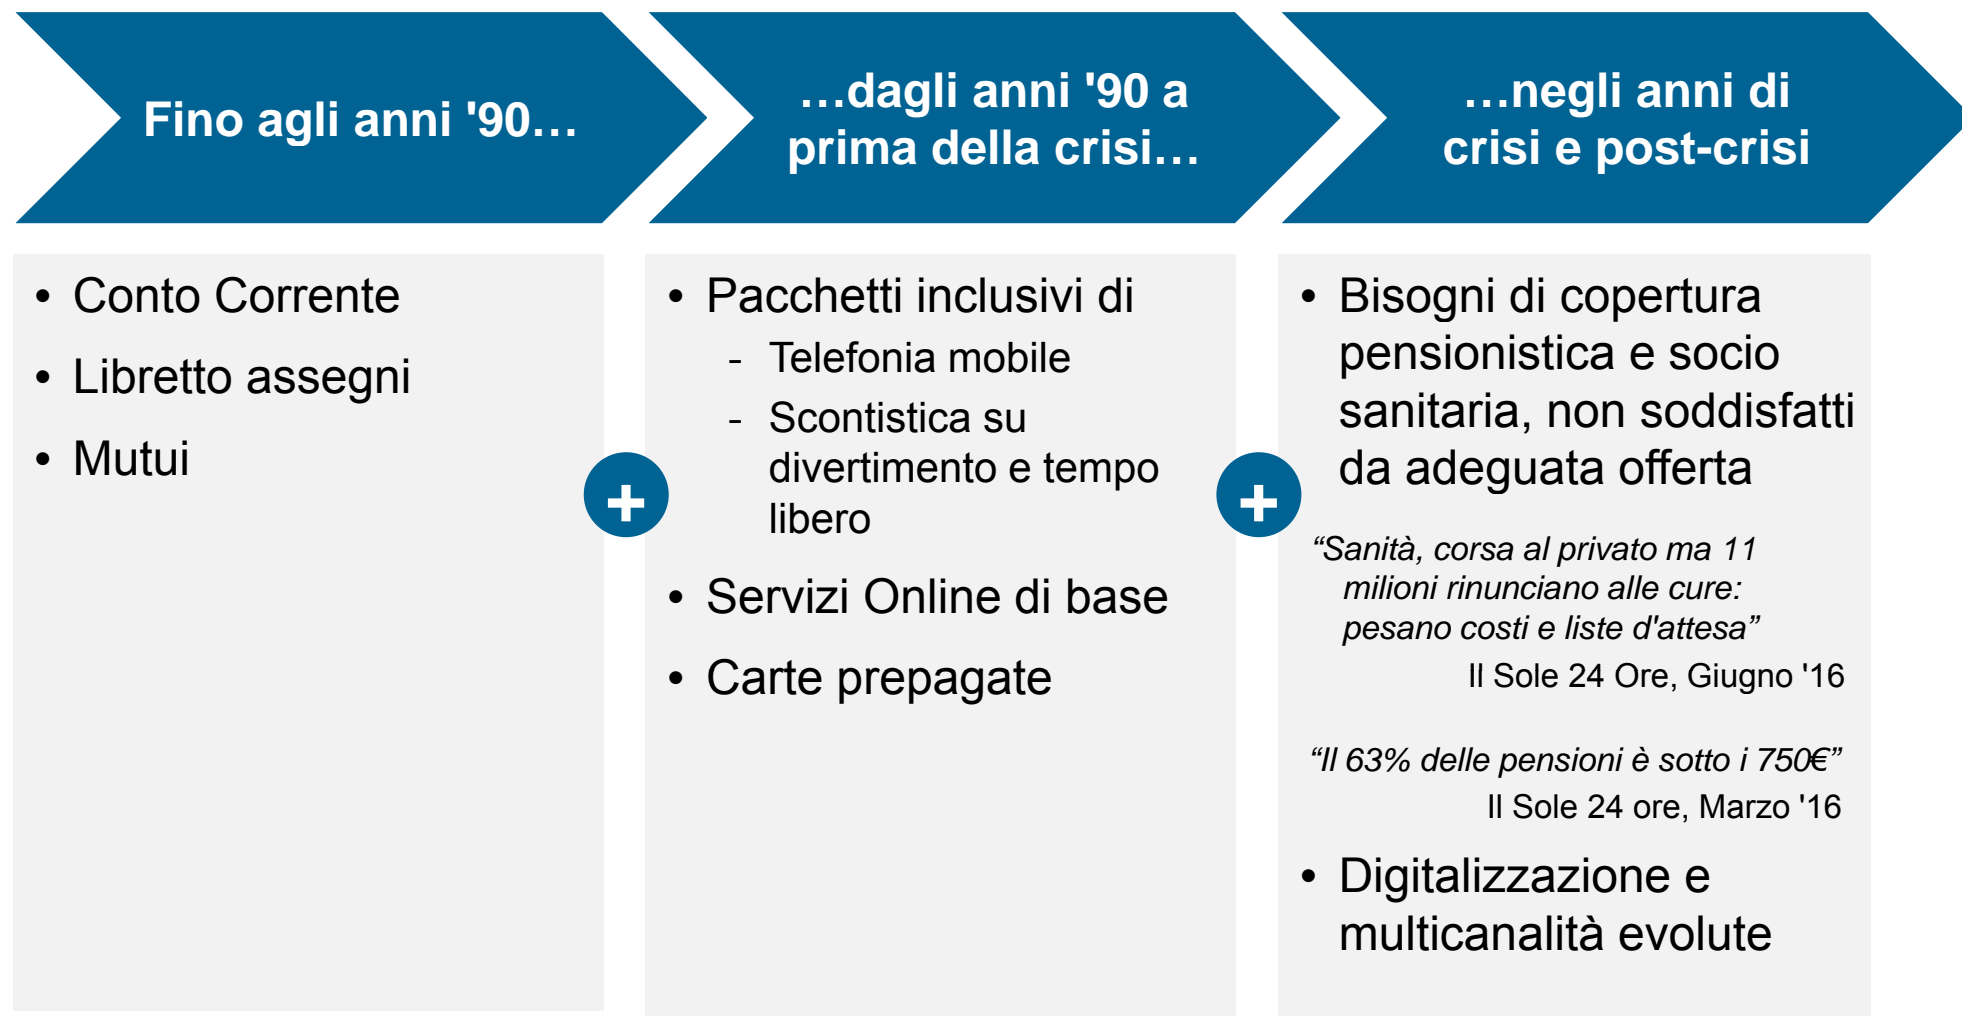 Fino agli anni '90…
…dagli anni '90 a
prima della crisi…
…negli anni di
crisi e post-crisi
• Conto Corrente
• Libretto assegni
• Mutui
+
• Pacchetti inclusivi di
- Telefonia mobile
- Scontistica su
divertimento e tempo
libero
• Servizi Online di base
• Carte prepagate
+
• Bisogni di copertura
pensionistica e socio
sanitaria, non soddisfatti
da adeguata offerta
“Sanità, corsa al privato ma 11
milioni rinunciano alle cure:
pesano costi e liste d'attesa”
Il Sole 24 Ore, Giugno '16
“Il 63% delle pensioni è sotto i 750€”
Il Sole 24 ore, Marzo '16
• Digitalizzazione e
multicanalità evolute